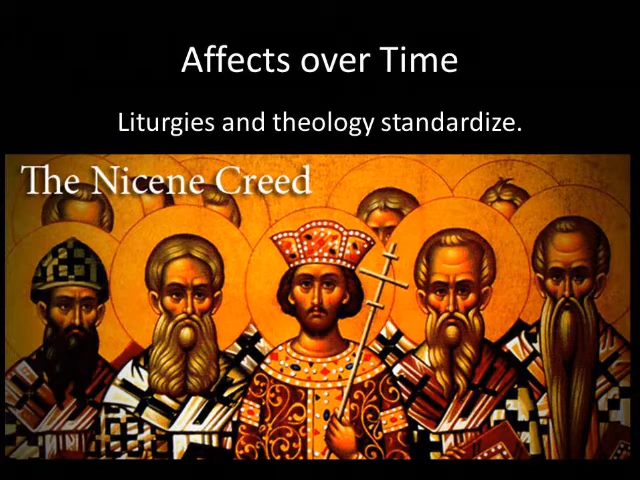 Affects over Time
Liturgies and theology standardize.
The Nicene Creed